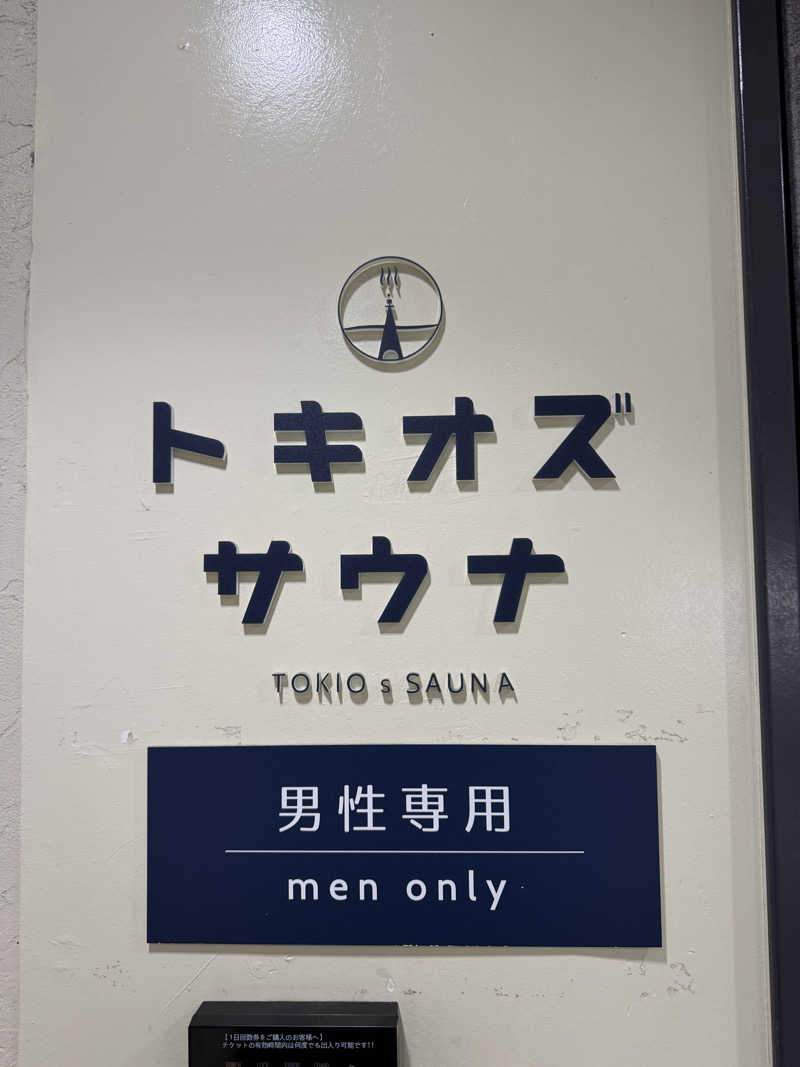 トキオズ
サウナ
TOKIO s SAUNA
男性専用
men only
【1日回数券をご購入のお客様へ】
チケットの有効時間内は何度でも出入り可能です!!